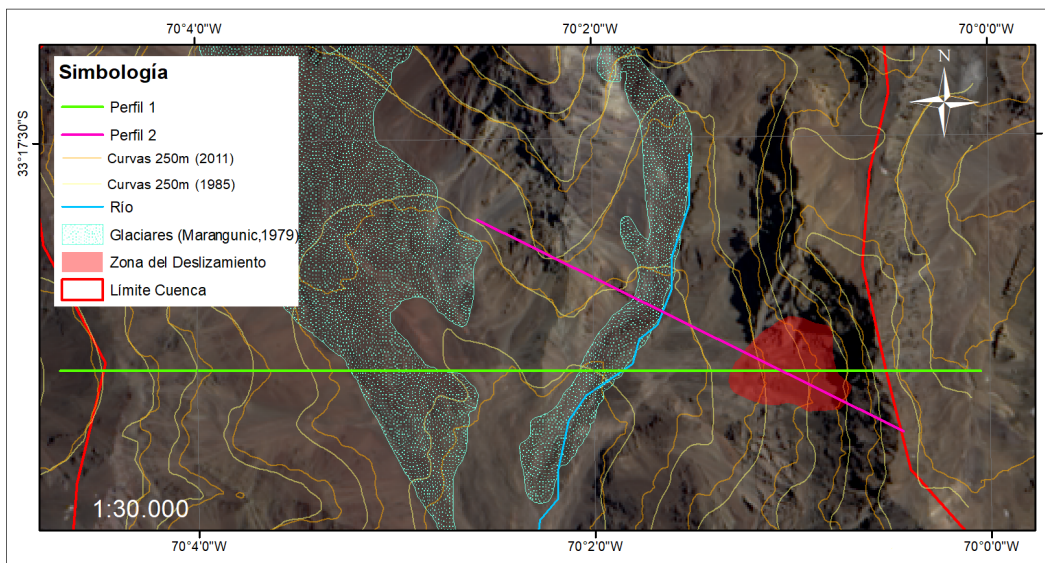 70°4'0"W
70°2'0"W
70°0'0"W
Simbología
N
Perfil 1
33°17'30"S
Perfil 2
Curvas 250m (2011)
Curvas 250m (1985)
Río
Glaciares (Marangunic,1979)
Zona del Deslizamiento
Límite Cuenca
1:30.000
70°4'0"W
70°2'0"W
70°0'0"W